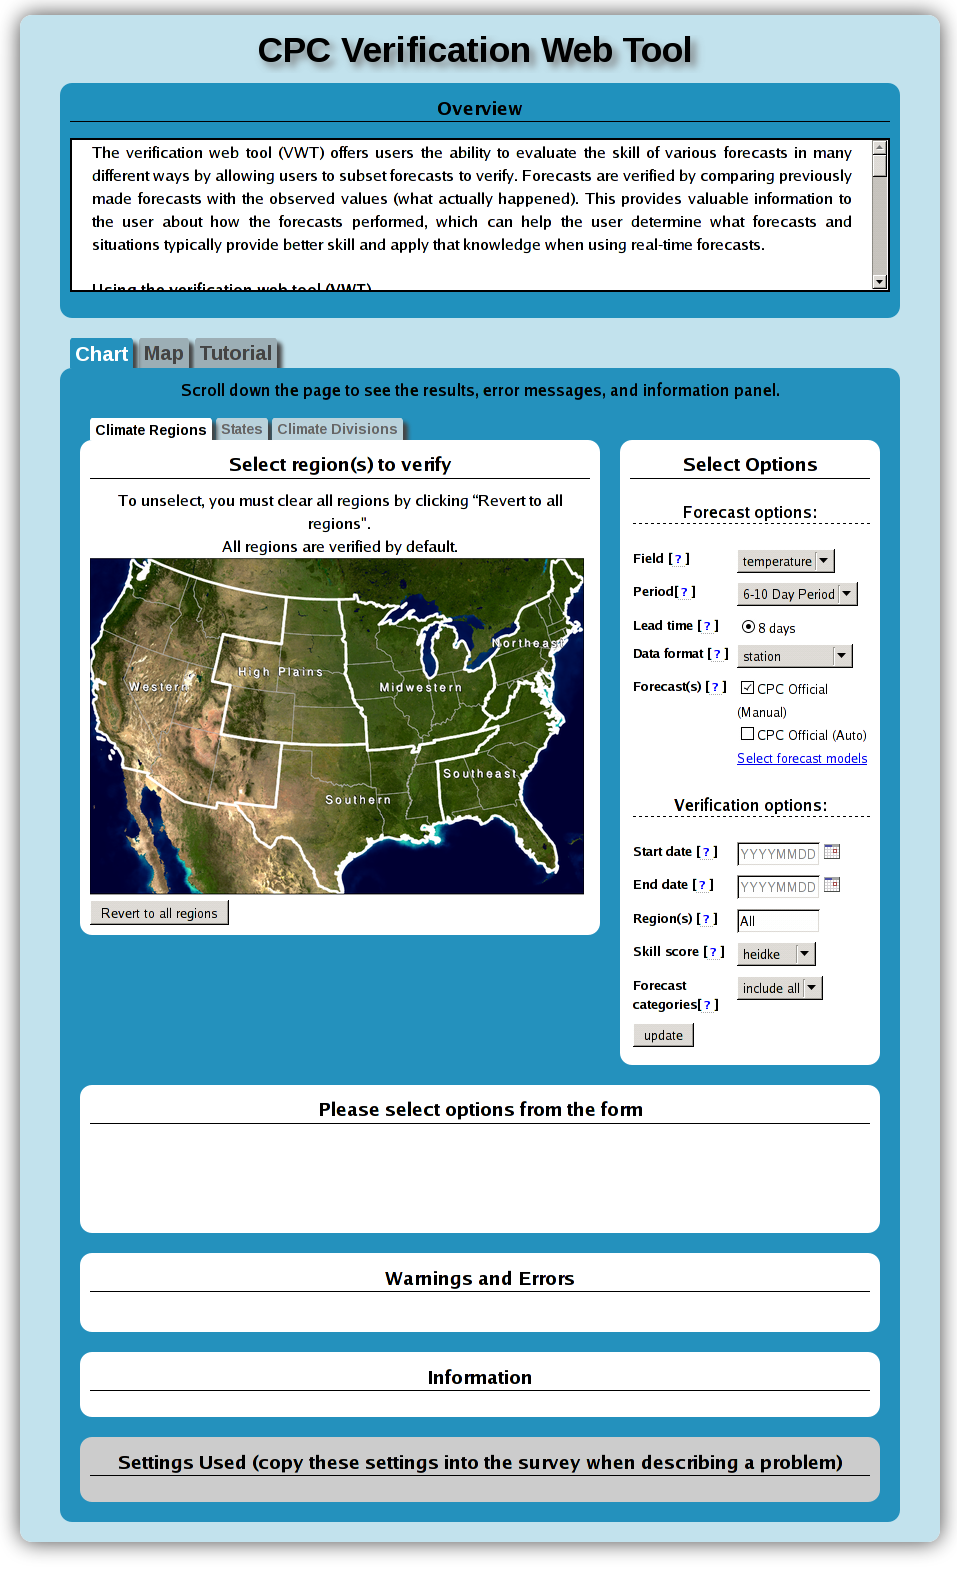 CPC Verification Web Tool
Overview
The verification web tool (VWT) offers users the ability to evaluate the skill of various forecasts in many
different ways by allowing users to subset forecasts to verify. Forecasts are verified by comparing previously
made forecasts with the observed values (what actually happened). This provides valuable information to
the user about how the forecasts performed, which can help the user determine what forecasts and
situations typically provide better skill and apply that knowledge when using real-time forecasts.
Using the verification web tool (VWT)
Chart Map Tutorial
Scroll down the page to see the results, error messages, and information panel.
Climate Regions States Climate Divisions
Select region(s) to verify
To unselect, you must clear all regions by clicking "Revert to all
regions".
All regions are verified by default.
Northeast
High Plains
Western
Midwestern
Southeast
Southern
Revert to all regions
Select Options
Forecast options:
Field [?] temperature
Period[?] 6-10 Day Period
Lead time [?] 8 days
Data format [?] station
Forecast(s) [?] CPC Official
(Manual)
CPC Official (Auto)
Select forecast models
Verification options:
Start date [?] YYYYMMDD
End date [?] YYYYMMDD
Region(s) [?] All
Skill score [?] heidke
Forecast
categories[?] include all
update
Please select options from the form
Warnings and Errors
Information
Settings Used (copy these settings into the survey when describing a problem)